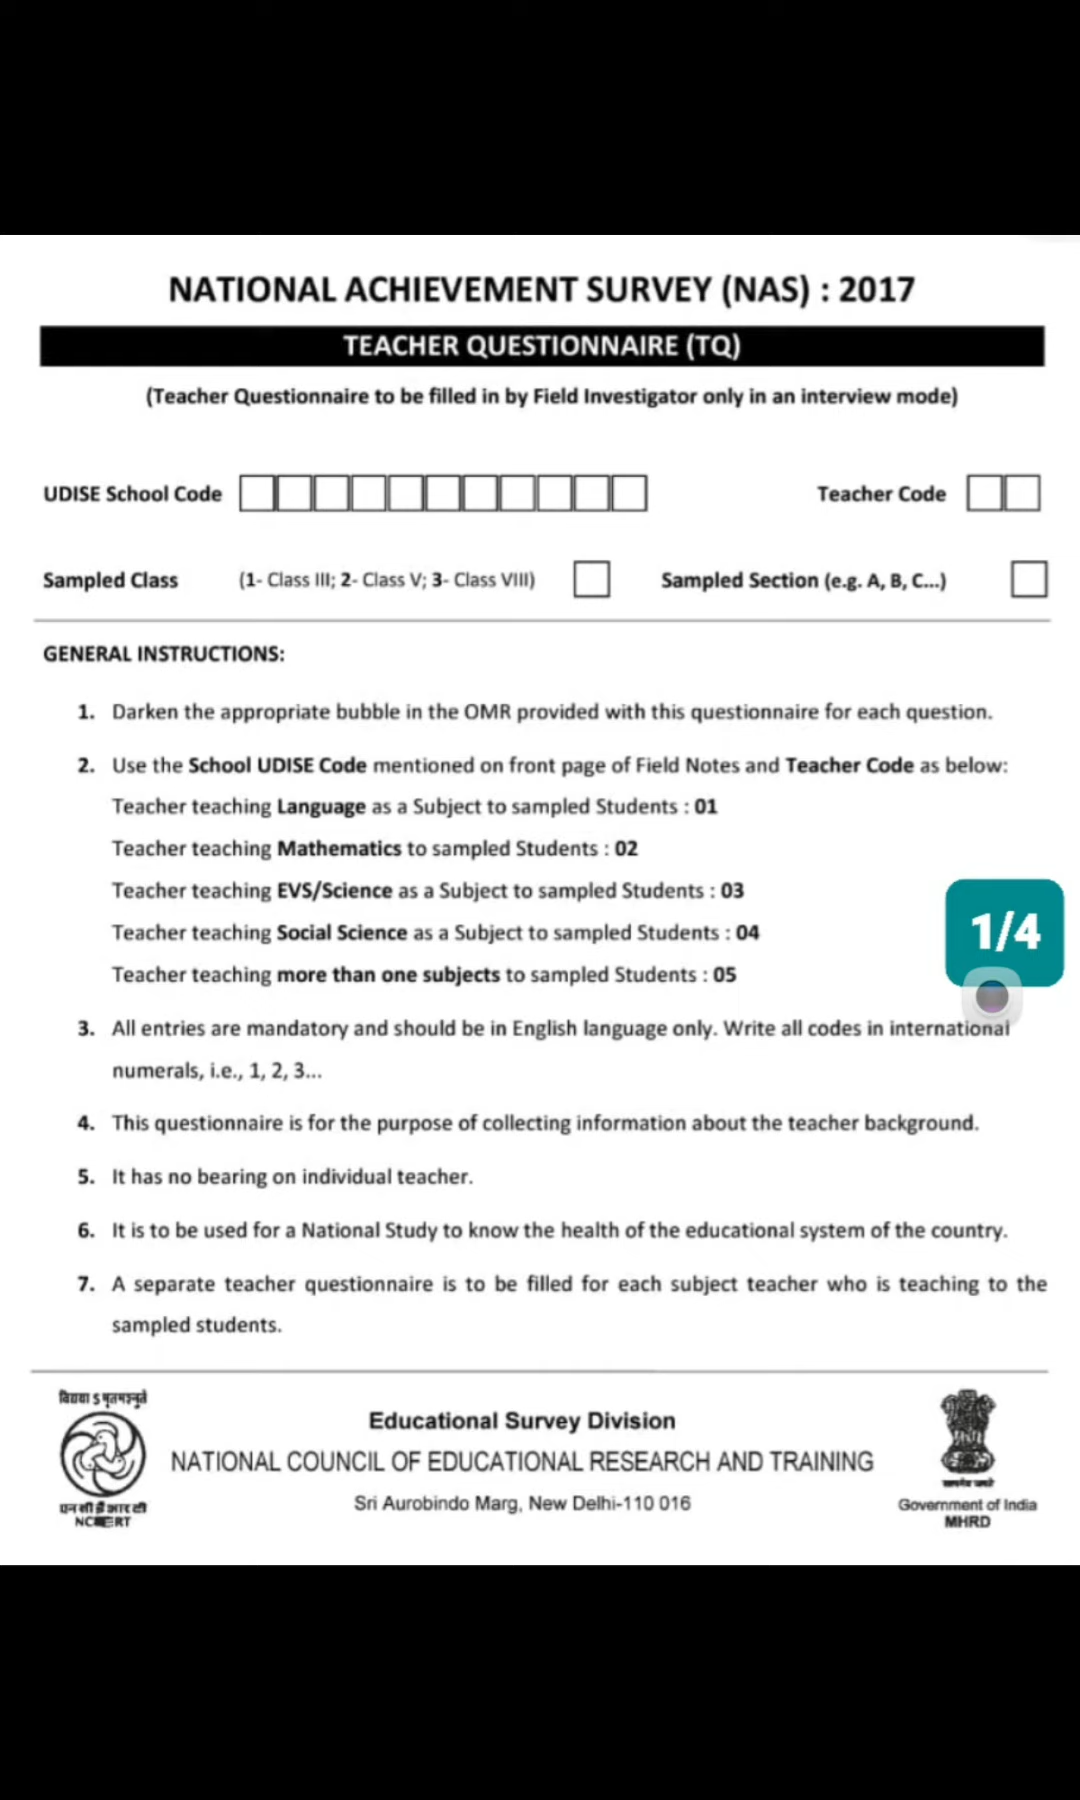 NATIONAL ACHIEVEMENT SURVEY (NAS) : 2017
TEACHER QUESTIONNAIRE (TQ)
(Teacher Questionnaire to be filled in by Field Investigator only in an interview mode)
UDISE School Code Teacher Code
Sampled Class (1- Class III; 2- Class V; 3- Class VIII) Sampled Section (e.g. A, B, C...)
GENERAL INSTRUCTIONS:
1. Darken the appropriate bubble in the OMR provided with this questionnaire for each question.
2. Use the School UDISE Code mentioned on front page of Field Notes and Teacher Code as below:
Teacher teaching Language as a Subject to sampled Students : 01
Teacher teaching Mathematics to sampled Students : 02
Teacher teaching EVS/Science as a Subject to sampled Students : 03
Teacher teaching Social Science as a Subject to sampled Students : 04
Teacher teaching more than one subjects to sampled Students : 05
1/4
3. All entries are mandatory and should be in English language only. Write all codes in international
numerals, i.e., 1, 2, 3...
4. This questionnaire is for the purpose of collecting information about the teacher background.
5. It has no bearing on individual teacher.
6. It is to be used for a National Study to know the health of the educational system of the country.
7. A separate teacher questionnaire is to be filled for each subject teacher who is teaching to the
sampled students.
एन सी ई आर टी
NCERT
Educational Survey Division
NATIONAL COUNCIL OF EDUCATIONAL RESEARCH AND TRAINING
Sri Aurobindo Marg, New Delhi-110 016
Government of India
MHRD